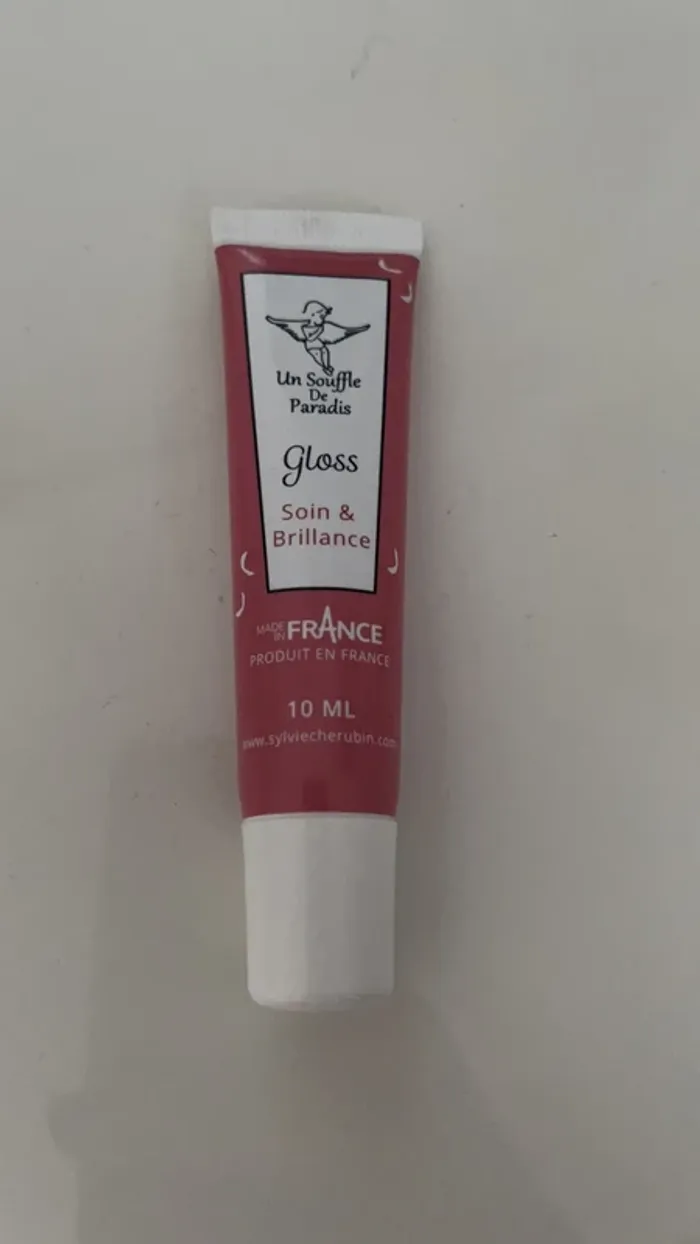 Un Souffle
De
Paradis
Gloss
Soin &
Brillance
MADE IN FRANCE
PRODUIT EN FRANCE
10 ML
www.sylviecherubin.com